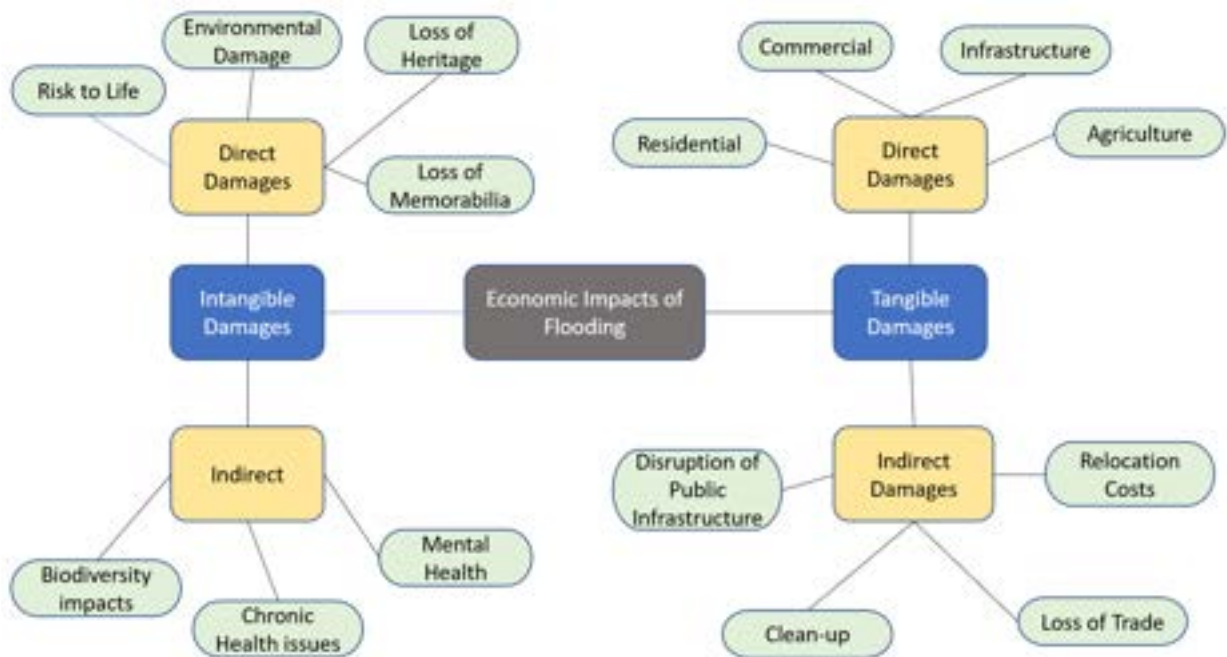 Environmental
Damage
Loss of
Heritage
Risk to Life
Direct
Damages
Loss of
Memorabilia
Commercial
Infrastructure
Residential
Direct
Damages
Agriculture
Intangible
Damages
Economic Impacts of
Flooding
Tangible
Damages
Indirect
Biodiversity
impacts
Chronic
Health issues
Mental
Health
Disruption of
Public
Infrastructure
Indirect
Damages
Relocation
Costs
Clean-up
Loss of Trade